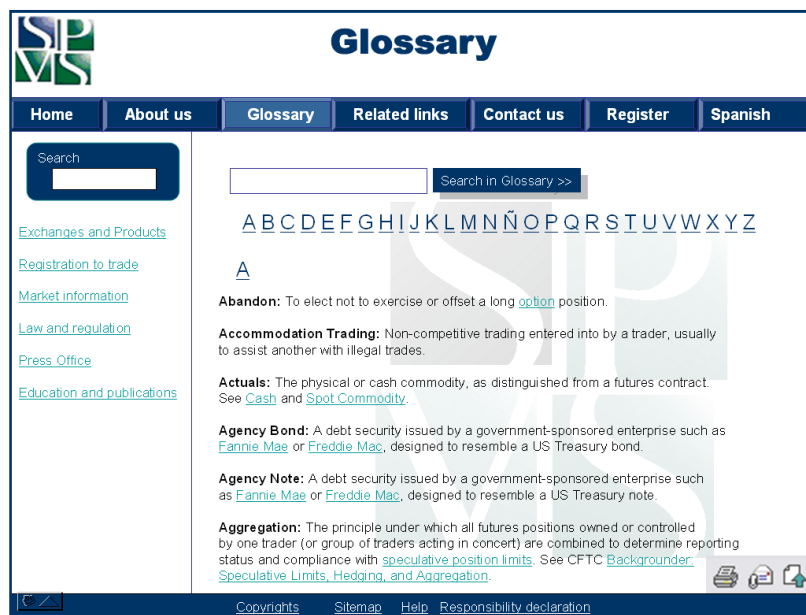 SP
MS
Glossary
Home About us Glossary Related links Contact us Register Spanish
Search
Search in Glossary >>
A B C D E F G H I J K L M N Ñ O P Q R S T U V W X Y Z
Exchanges and Products
Registration to trade
Market information
Law and regulation
Press Office
Education and publications
A
Abandon: To elect not to exercise or offset a long option position.
Accommodation Trading: Non-competitive trading entered into by a trader, usually
to assist another with illegal trades.
Actuals: The physical or cash commodity, as distinguished from a futures contract.
See Cash and Spot Commodity.
Agency Bond: A debt security issued by a government-sponsored enterprise such as
Fannie Mae or Freddie Mac, designed to resemble a US Treasury bond.
Agency Note: A debt security issued by a government-sponsored enterprise such
as Fannie Mae or Freddie Mac, designed to resemble a US Treasury note.
Aggregation: The principle under which all futures positions owned or controlled
by one trader (or group of traders acting in concert) are combined to determine reporting
status and compliance with speculative position limits. See CFTC Backgrounder:
Speculative Limits, Hedging, and Aggregation.
Copyrights Sitemap Help Responsibility declaration